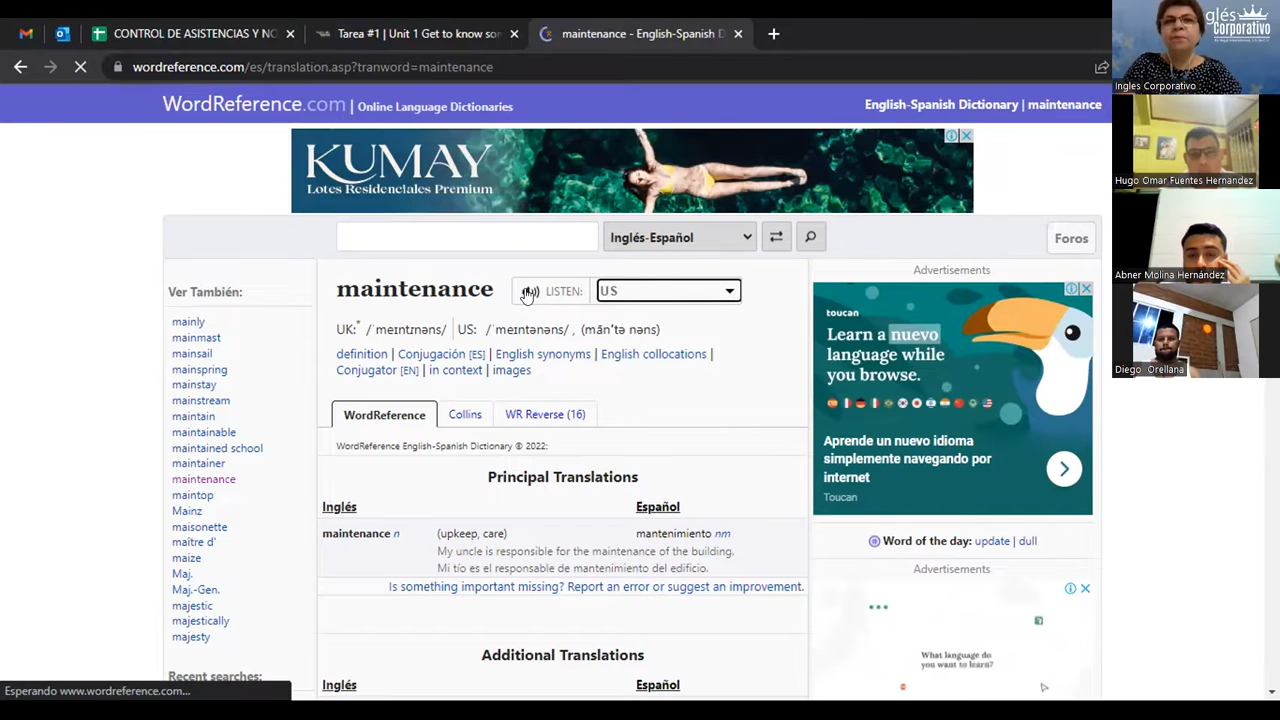 CONTROL DE ASISTENCIAS Y NO
Tarea #1 | Unit 1 Get to know son
maintenance - English-Spanish D
wordreference.com/es/translation.asp?tranword=maintenance
WordReference.com | Online Language Dictionaries
English-Spanish Dictionary | maintenance
KUMAY
Lotes Residenciales Premium
Inglés-Español
Foros
Ver También:
mainly
mainmast
mainsail
mainspring
mainstay
mainstream
maintain
maintainable
maintained school
maintainer
maintenance
maintop
Mainz
maisonette
maître d'
maize
Maj.
Maj.-Gen.
majestic
majestically
majesty
Recent searches:
maintenance
LISTEN:
US
UK:* /ˈmeɪntɪnəns/ US: /ˈmeɪntənəns/ , (mān′tə nəns)
definition | Conjugación [ES] | English synonyms | English collocations |
Conjugator [EN] | in context | images
WordReference
Collins
WR Reverse (16)
WordReference English-Spanish Dictionary © 2022:
Principal Translations
Inglés
Español
maintenance n (upkeep, care) mantenimiento nm
My uncle is responsible for the maintenance of the building.
Mi tío es el responsable de mantenimiento del edificio.
Is something important missing? Report an error or suggest an improvement.
Additional Translations
Inglés
Español
Advertisements
toucan
Learn a nuevo
language while
you browse.
Aprende un nuevo idioma
simplemente navegando por
internet
Toucan
Word of the day: update | dull
Advertisements
What language do
you want to learn?
Esperando www.wordreference.com...
glés
Corporativo
Ingles Corporativo
Hugo Omar Fuentes Hernandez
Abner Molina Hernández
Diego Orellana